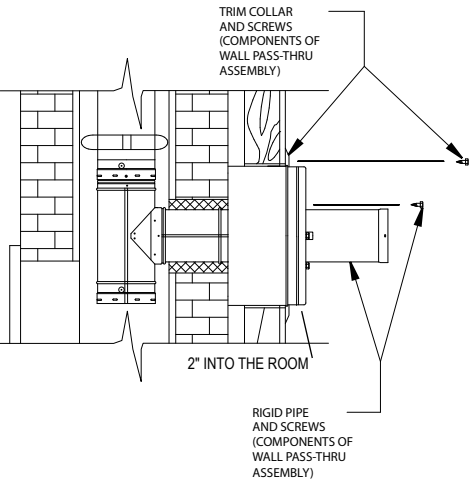 TRIM COLLAR
AND SCREWS
(COMPONENTS OF
WALL PASS-THRU
ASSEMBLY)
2" INTO THE ROOM
RIGID PIPE
AND SCREWS
(COMPONENTS OF
WALL PASS-THRU
ASSEMBLY)